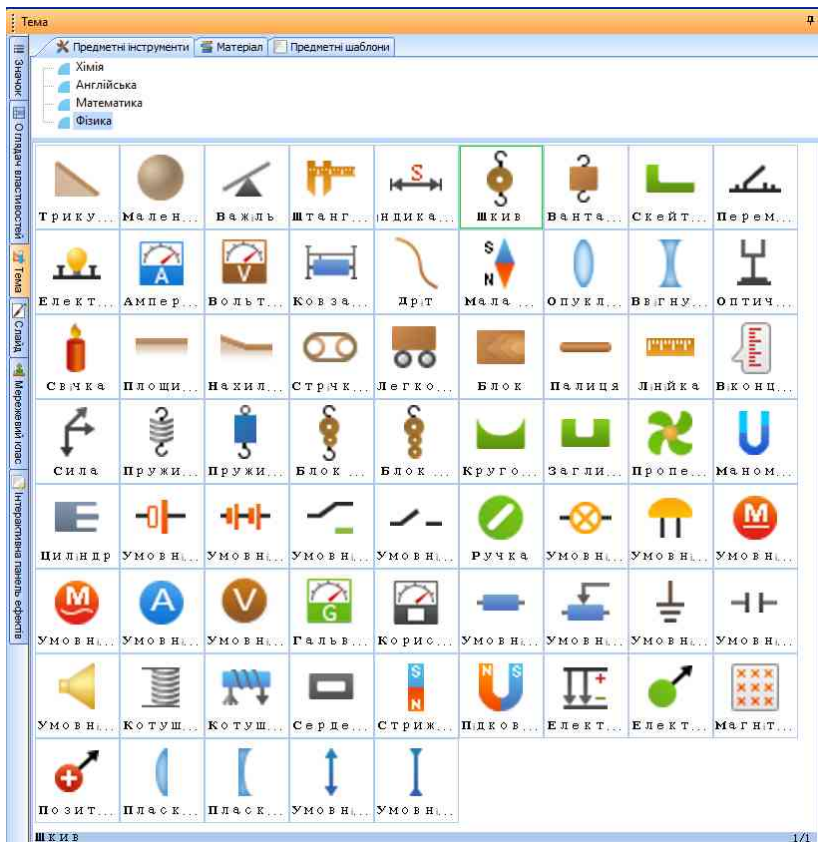 Тема
Предметні інструменти Матеріал Предметні шаблони
Хімія
Англійська
Математика
Фізика
Значок
Оглядач властивостей
Тема
Слайд
Мережевий клас
Інтерактивна панель ефектів
Трику... Мален... Важіль Штанг... S ндика... Шкив Ванта... Скейт... Перем...
Елект... A Ампер... V Вольт... Ковза... Дріт S N Мала ... Опукл... Ввігну... Оптич...
Свічка Площи... Нахил... Стрічк... Легко... Блок Палиця Лінійка Віконц...
Сила Пружи... Пружи... Блок ... Блок ... Круго... Загли... Пропе... Маном...
Циліндр Умовні... Умовні... Умовні... Умовні... Ручка Умовні... Умовні... M Умовні...
M Умовні... A Умовні... V Умовні... G Гальв... Корис... Умовні... Умовні... Умовні... Умовні...
Умовні... Котуш... Котуш... Серде... S N Стриж... N S Підков... + − Елект... Елект... Магніт...
Позит... Пласк... Пласк... Умовні... Умовні...
Шкив 1/1